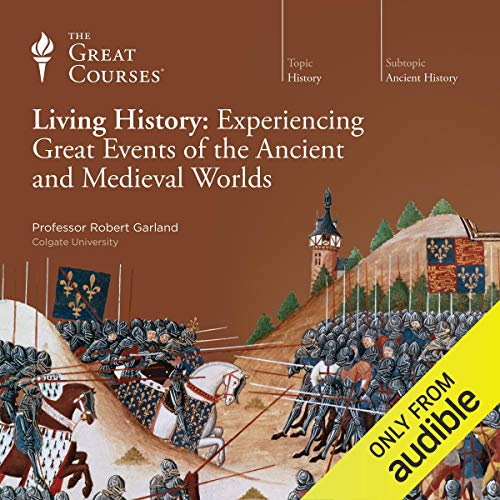 THE
GREAT
COURSES®
Topic
History
Subtopic
Ancient History
Living History: Experiencing
Great Events of the Ancient
and Medieval Worlds
Professor Robert Garland
Colgate University
ONLY FROM
audible